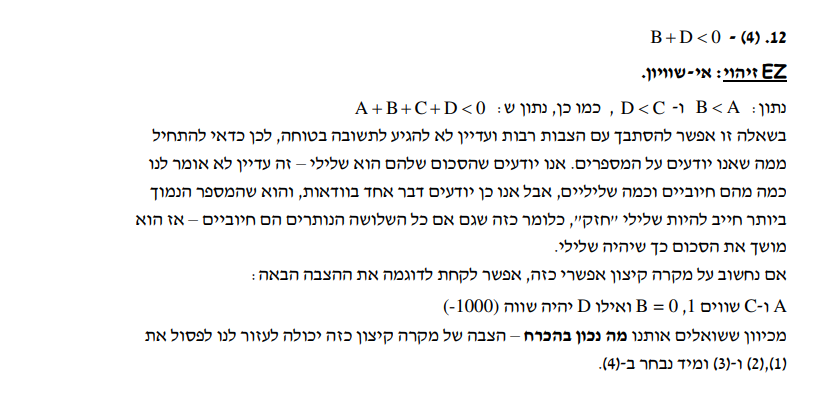 12. (4) - B + D < 0
EZ זיהוי: אי-שוויון.
נתון: B < A ו- D < C , כמו כן, נתון ש: A + B + C + D < 0
בשאלה זו אפשר להסתבך עם הצבות רבות ועדיין לא להגיע לתשובה בטוחה, לכן כדאי להתחיל
ממה שאנו יודעים על המספרים. אנו יודעים שהסכום שלהם הוא שלילי – זה עדיין לא אומר לנו
כמה מהם חיוביים וכמה שליליים, אבל אנו כן יודעים דבר אחד בוודאות, והוא שהמספר הנמוך
ביותר חייב להיות שלילי "חזק", כלומר כזה שגם אם כל השלושה הנותרים הם חיוביים – אז הוא
מושך את הסכום כך שיהיה שלילי.
אם נחשוב על מקרה קיצון אפשרי כזה, אפשר לקחת לדוגמה את ההצבה הבאה:
A ו-C שווים 1, B = 0 ואילו D יהיה שווה (-1000)
מכיוון ששואלים אותנו מה נכון בהכרח – הצבה של מקרה קיצון כזה יכולה לעזור לנו לפסול את
(1),(2) ו-(3) ומיד נבחר ב-(4).